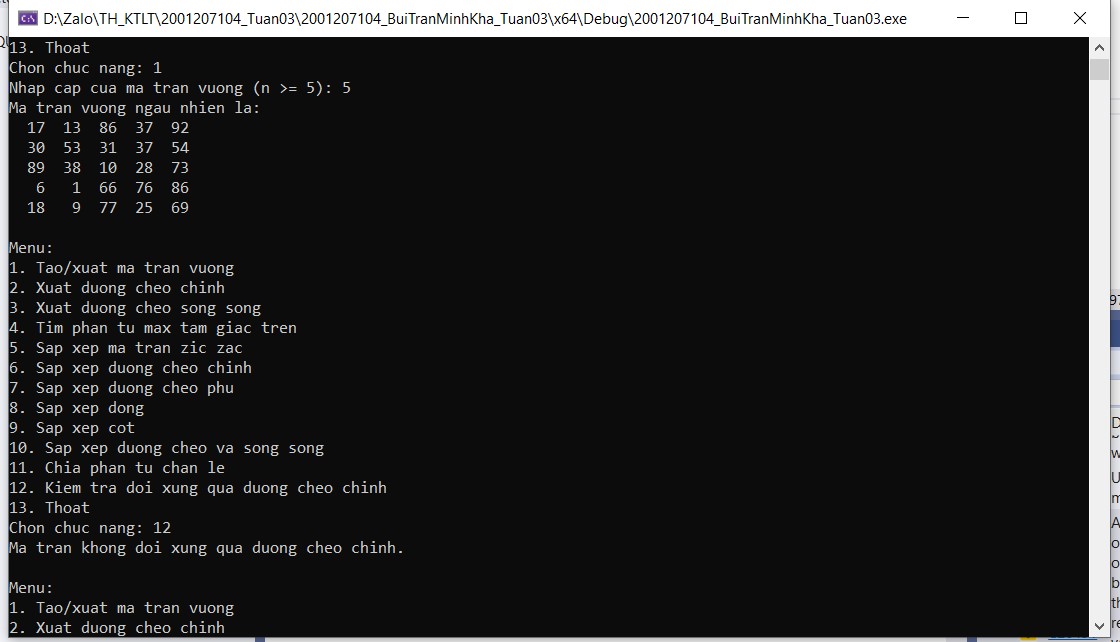 D:\Zalo\TH_KTLT\2001207104_Tuan03\2001207104_BuiTranMinhKha_Tuan03\x64\Debug\2001207104_BuiTranMinhKha_Tuan03.exe
13. Thoat
Chon chuc nang: 1
Nhap cap cua ma tran vuong (n >= 5): 5
Ma tran vuong ngau nhien la:
17 13 86 37 92
30 53 31 37 54
89 38 10 28 73
6 1 66 76 86
18 9 77 25 69
Menu:
1. Tao/xuat ma tran vuong
2. Xuat duong cheo chinh
3. Xuat duong cheo song song
4. Tim phan tu max tam giac tren
5. Sap xep ma tran zic zac
6. Sap xep duong cheo chinh
7. Sap xep duong cheo phu
8. Sap xep dong
9. Sap xep cot
10. Sap xep duong cheo va song song
11. Chia phan tu chan le
12. Kiem tra doi xung qua duong cheo chinh
13. Thoat
Chon chuc nang: 12
Ma tran khong doi xung qua duong cheo chinh.
Menu:
1. Tao/xuat ma tran vuong
2. Xuat duong cheo chinh